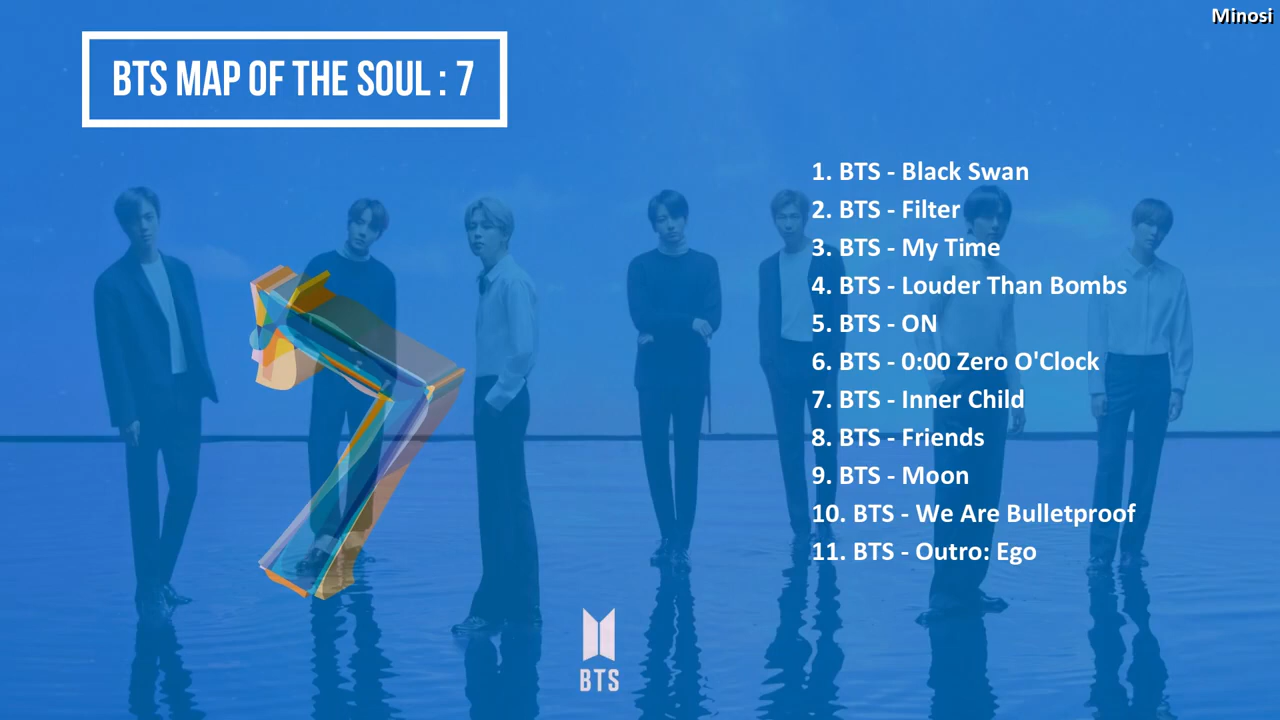 Minosi
BTS MAP OF THE SOUL : 7
1. BTS - Black Swan
2. BTS - Filter
3. BTS - My Time
4. BTS - Louder Than Bombs
5. BTS - ON
6. BTS - 0:00 Zero O'Clock
7. BTS - Inner Child
8. BTS - Friends
9. BTS - Moon
10. BTS - We Are Bulletproof
11. BTS - Outro: Ego
BTS